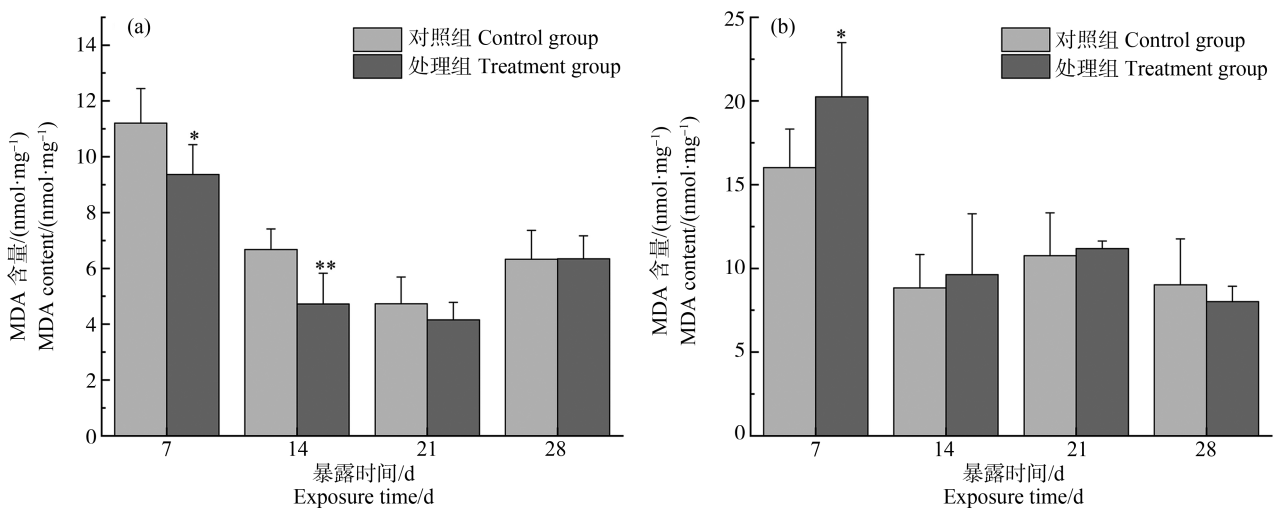 (a)
对照组 Control group
处理组 Treatment group
MDA 含量/(nmol·mg⁻¹)
MDA content/(nmol·mg⁻¹)
14
12
10
8
6
4
2
0
*
**
7 14 21 28
暴露时间/d
Exposure time/d
(b)
对照组 Control group
处理组 Treatment group
MDA 含量/(nmol·mg⁻¹)
MDA content/(nmol·mg⁻¹)
25
20
15
10
5
0
*
7 14 21 28
暴露时间/d
Exposure time/d